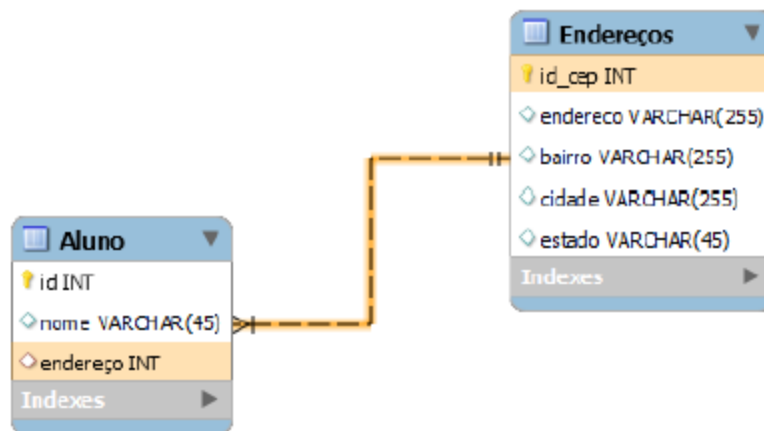 Endereços
id_cep INT
endereco VARCHAR(255)
bairro VARCHAR(255)
cidade VARCHAR(255)
estado VARCHAR(45)
Indexes
Aluno
id INT
nome VARCHAR(45)
endereço INT
Indexes